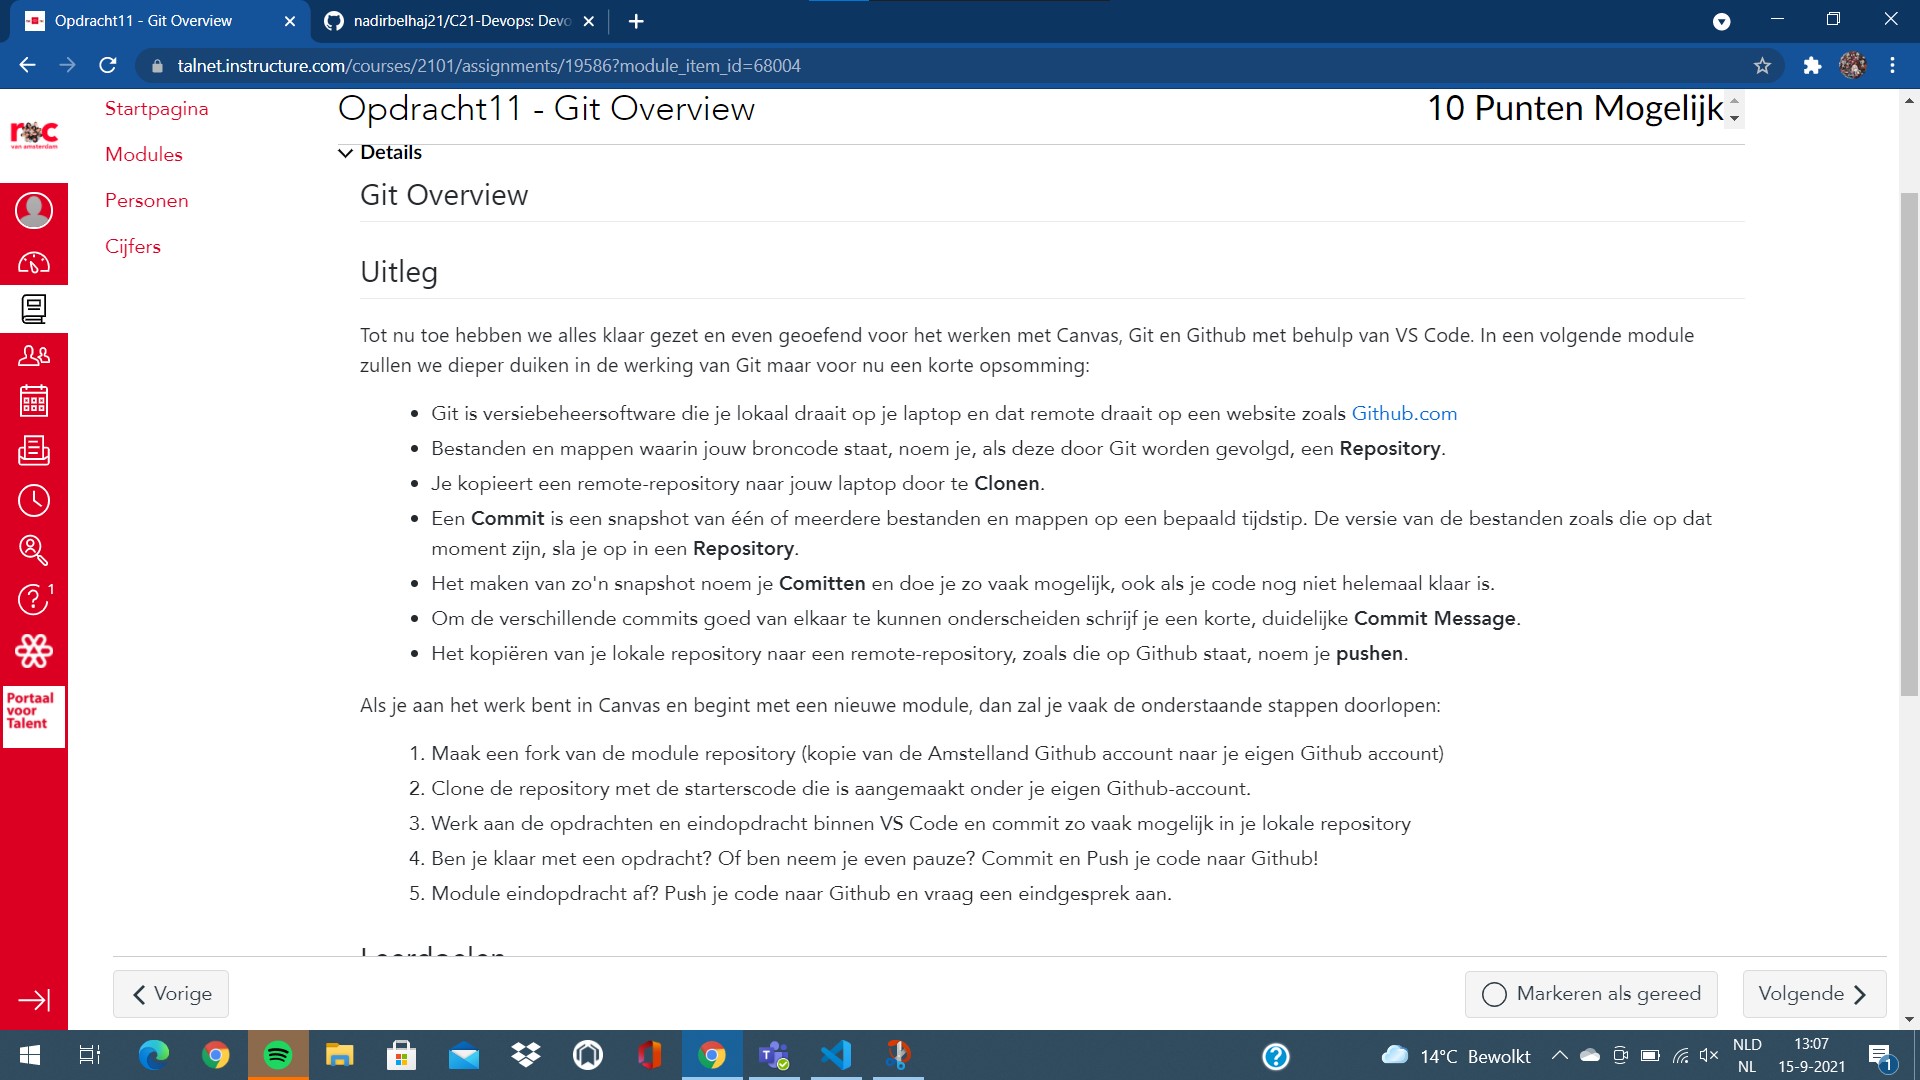 Opdracht11 - Git Overview
nadirbelhaj21/C21-Devops: Devo
talnet.instructure.com/courses/2101/assignments/19586?module_item_id=68004
roc
van amsterdam
Startpagina
Modules
Personen
Cijfers
1
Portaal
voor
Talent
Opdracht11 - Git Overview
10 Punten Mogelijk
Details
Git Overview
Uitleg
Tot nu toe hebben we alles klaar gezet en even geoefend voor het werken met Canvas, Git en Github met behulp van VS Code. In een volgende module
zullen we dieper duiken in de werking van Git maar voor nu een korte opsomming:
• Git is versiebeheersoftware die je lokaal draait op je laptop en dat remote draait op een website zoals Github.com
• Bestanden en mappen waarin jouw broncode staat, noem je, als deze door Git worden gevolgd, een Repository.
• Je kopieert een remote-repository naar jouw laptop door te Clonen.
• Een Commit is een snapshot van één of meerdere bestanden en mappen op een bepaald tijdstip. De versie van de bestanden zoals die op dat
moment zijn, sla je op in een Repository.
• Het maken van zo'n snapshot noem je Comitten en doe je zo vaak mogelijk, ook als je code nog niet helemaal klaar is.
• Om de verschillende commits goed van elkaar te kunnen onderscheiden schrijf je een korte, duidelijke Commit Message.
• Het kopiëren van je lokale repository naar een remote-repository, zoals die op Github staat, noem je pushen.
Als je aan het werk bent in Canvas en begint met een nieuwe module, dan zal je vaak de onderstaande stappen doorlopen:
1. Maak een fork van de module repository (kopie van de Amstelland Github account naar je eigen Github account)
2. Clone de repository met de starterscode die is aangemaakt onder je eigen Github-account.
3. Werk aan de opdrachten en eindopdracht binnen VS Code en commit zo vaak mogelijk in je lokale repository
4. Ben je klaar met een opdracht? Of ben neem je even pauze? Commit en Push je code naar Github!
5. Module eindopdracht af? Push je code naar Github en vraag een eindgesprek aan.
Leerdoelen
Vorige
Markeren als gereed
Volgende
14°C Bewolkt
NLD
NL
13:07
15-9-2021
1